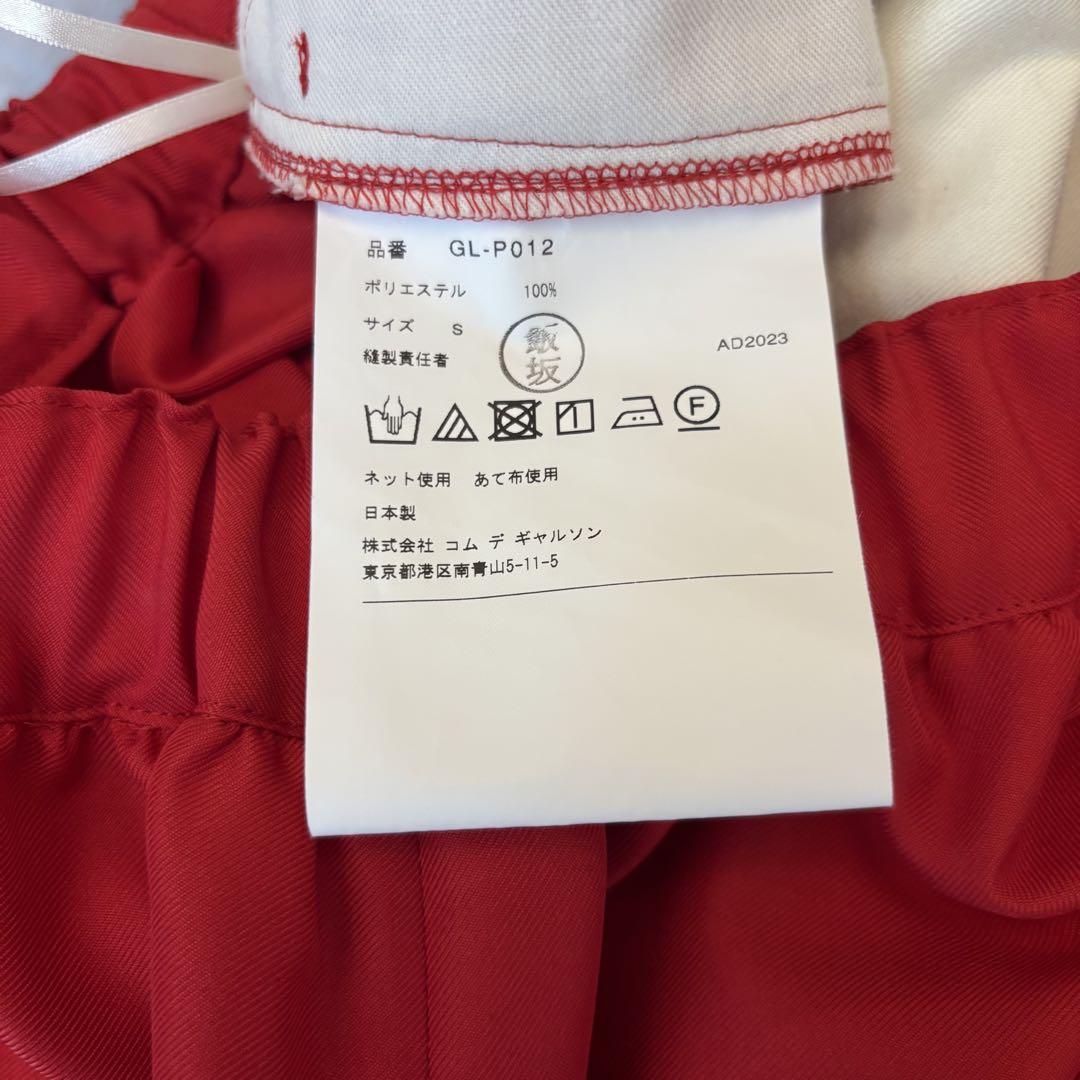 品番 GL-P012
ポリエステル 100%
サイズ S
縫製責任者 飯坂
AD2023
F
ネット使用 あて布使用
日本製
株式会社 コム デ ギャルソン
東京都港区南青山5-11-5